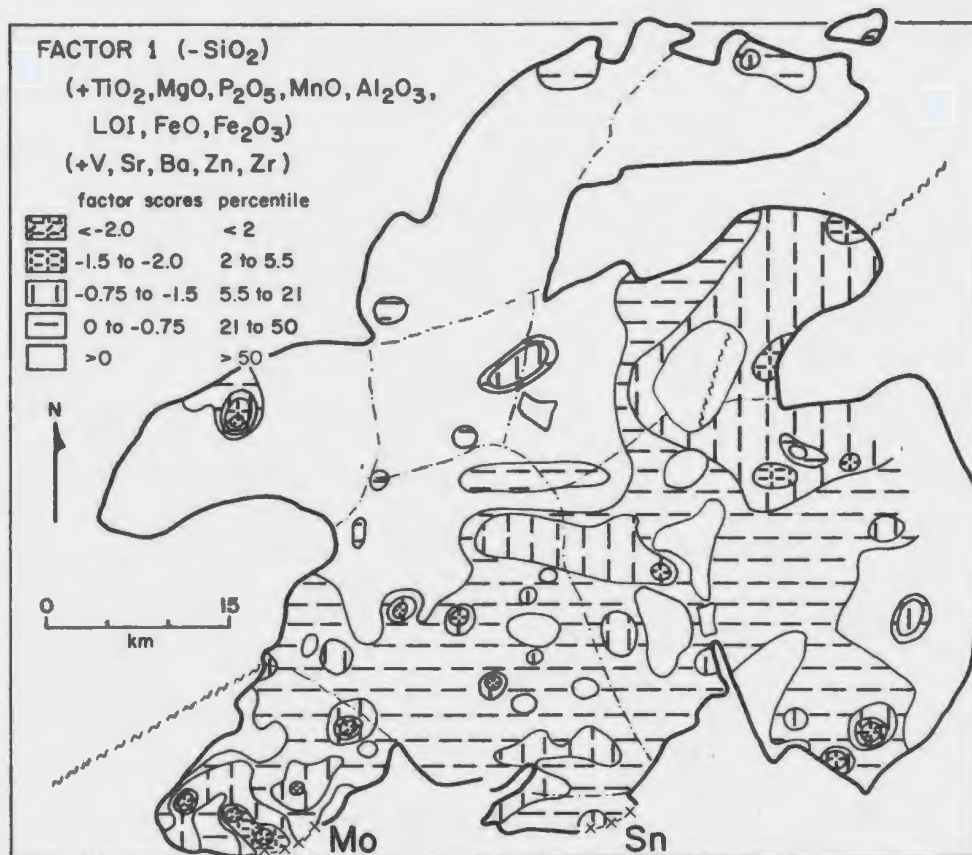 FACTOR 1 (-SiO₂)
(+TiO₂, MgO, P₂O₅, MnO, Al₂O₃,
LOI, FeO, Fe₂O₃)
(+V, Sr, Ba, Zn, Zr)
factor scores percentile
<-2.0 < 2
-1.5 to -2.0 2 to 5.5
-0.75 to -1.5 5.5 to 21
0 to -0.75 21 to 50
>0 > 50
N
0 15
km
Mo Sn